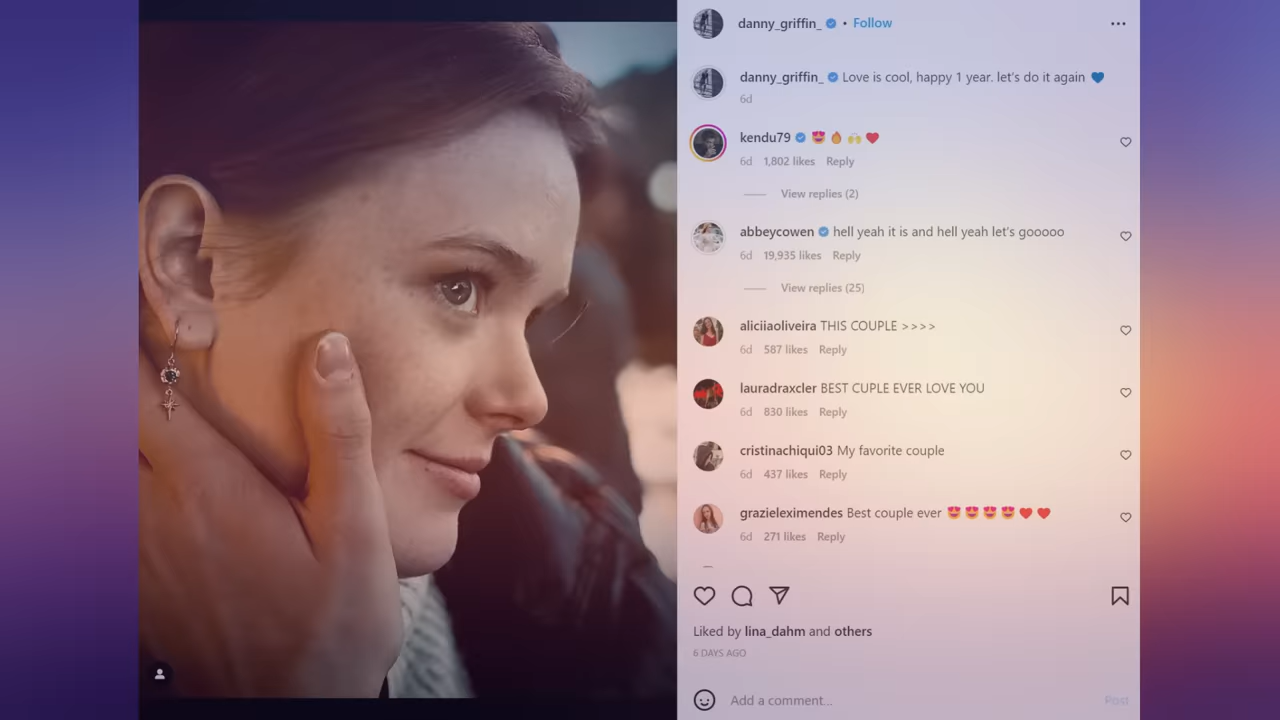 danny_griffin_ • Follow
danny_griffin_ Love is cool, happy 1 year. let's do it again 💙
6d
kendu79 😍🔥🙌❤️
6d 1,802 likes Reply
View replies (2)
abbeycowen hell yeah it is and hell yeah let's gooooo
6d 19,935 likes Reply
View replies (25)
aliciiaoliveira THIS COUPLE >>>>
6d 587 likes Reply
lauradraxcler BEST CUPLE EVER LOVE YOU
6d 830 likes Reply
cristinachiqui03 My favorite couple
6d 437 likes Reply
grazieleximendes Best couple ever 😍😍😍😍❤️❤️
6d 271 likes Reply
Liked by lina_dahm and others
6 DAYS AGO
Add a comment...
Post